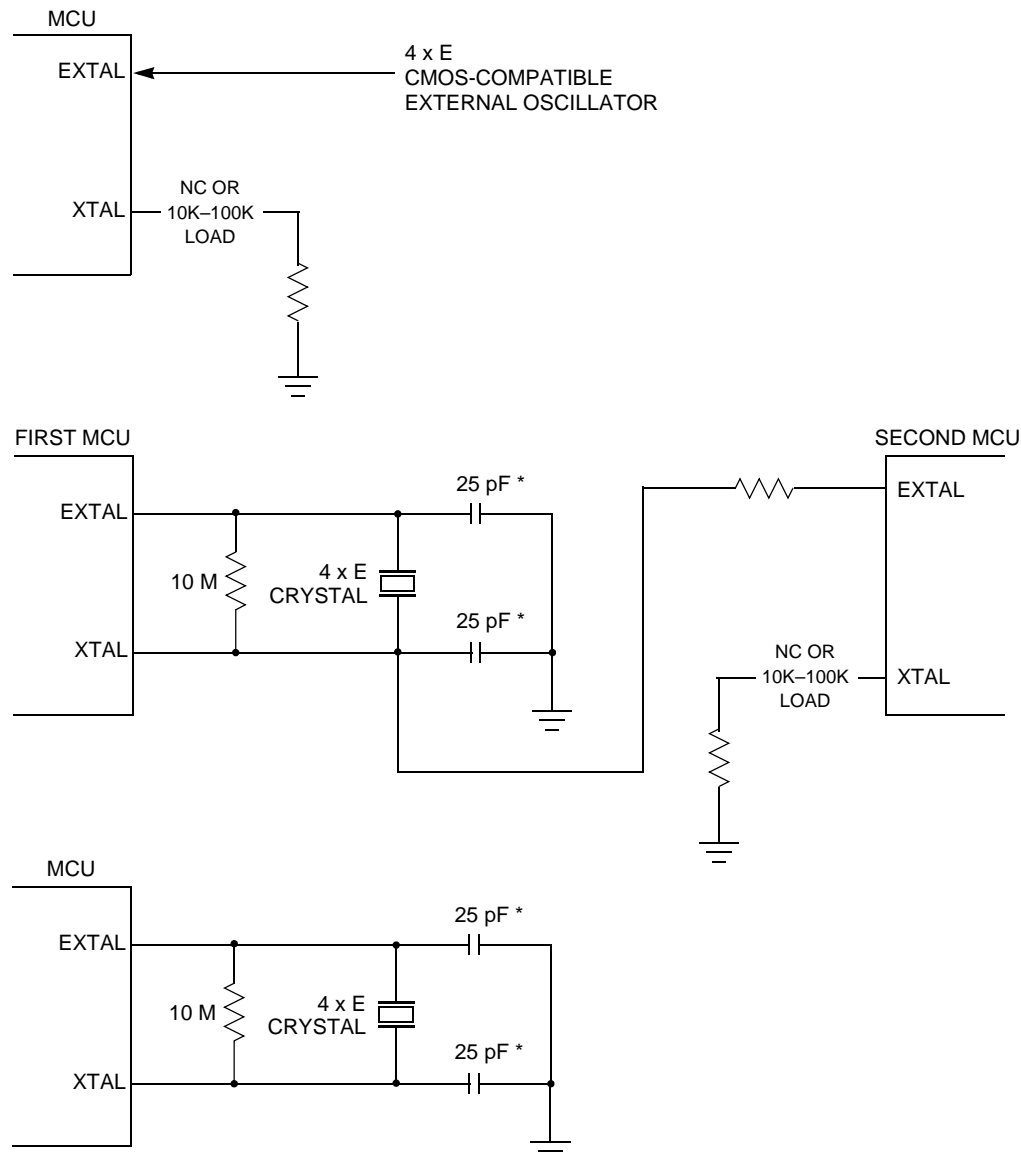 MCU
EXTAL
4 x E
CMOS-COMPATIBLE
EXTERNAL OSCILLATOR
XTAL
NC OR
10K–100K
LOAD
FIRST MCU
SECOND MCU
EXTAL
25 pF *
EXTAL
10 M
4 x E
CRYSTAL
XTAL
25 pF *
NC OR
10K–100K
LOAD
XTAL
MCU
EXTAL
25 pF *
10 M
4 x E
CRYSTAL
XTAL
25 pF *